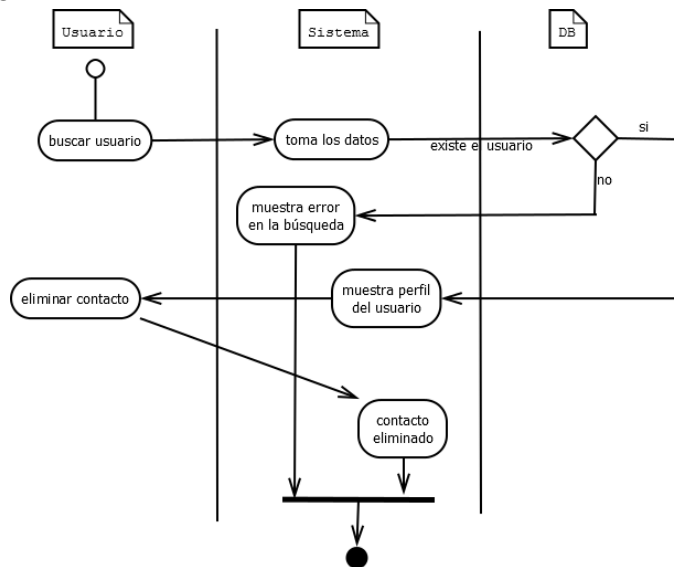 Usuario
Sistema
DB
buscar usuario
toma los datos
existe el usuario
si
no
muestra error
en la búsqueda
eliminar contacto
muestra perfil
del usuario
contacto
eliminado